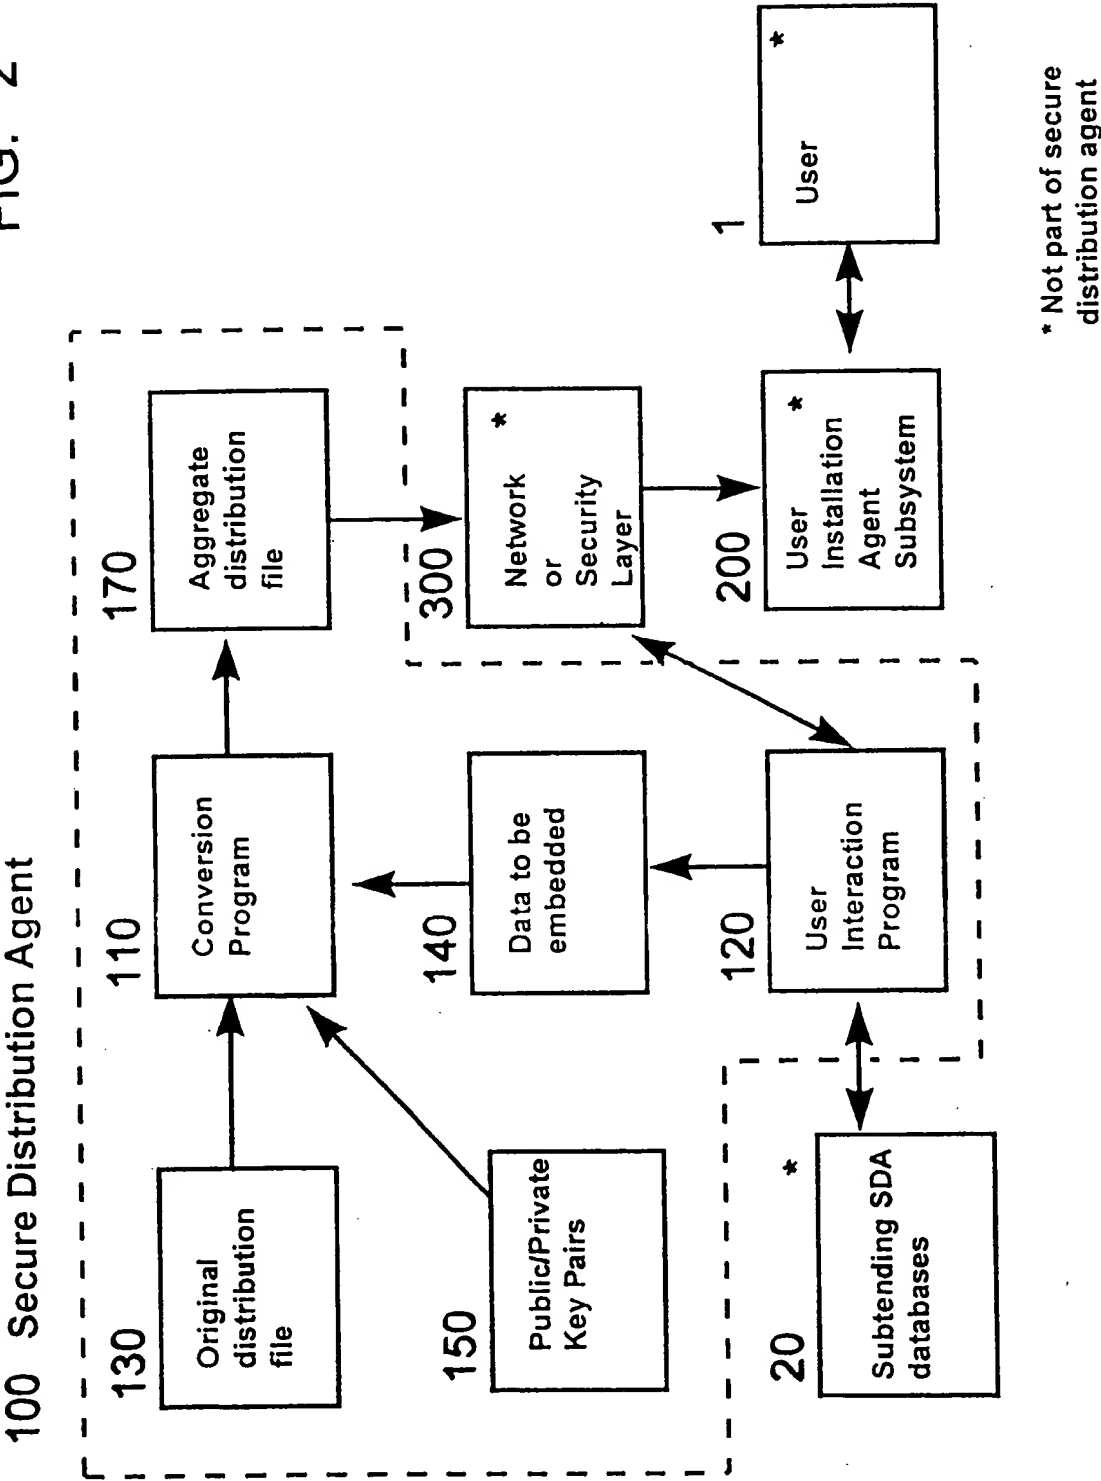 FIG. 2
100 Secure Distribution Agent
130
Original
distribution
file
110
Conversion
Program
170
Aggregate
distribution
file
150
Public/Private
Key Pairs
140
Data to be
embedded
300
Network *
or
Security
Layer
20
*
Subtending SDA
databases
120
User
Interaction
Program
200
User *
Installation
Agent
Subsystem
1
*
User
* Not part of secure
distribution agent